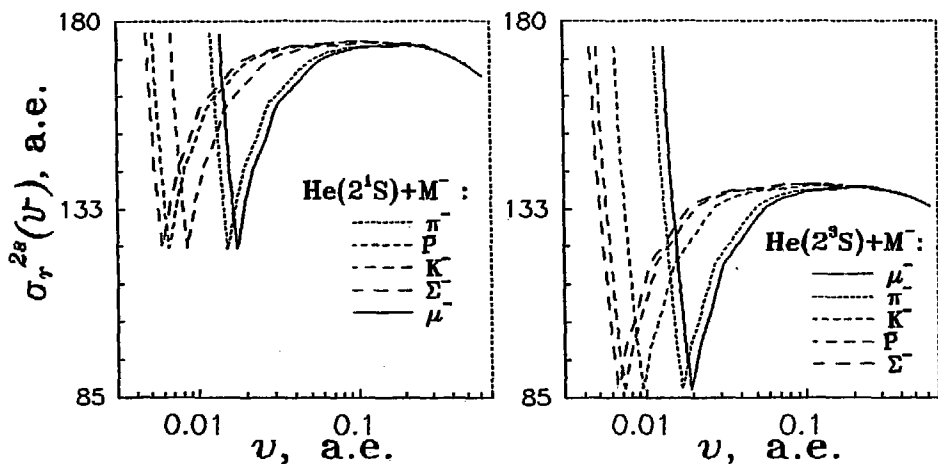 180
133
85
σᵣ²ˢ(υ), a.e.
He(2¹S)+M⁻ :
π⁻
P̄
K⁻
Σ⁻
μ⁻
0.01
0.1
υ, a.e.
180
133
85
He(2³S)+M⁻:
μ⁻
π⁻
K⁻
P̄
Σ⁻
0.01
0.1
υ, a.e.